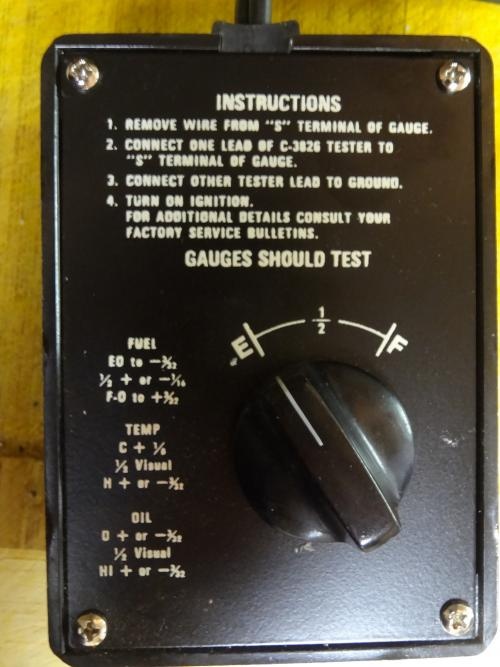 INSTRUCTIONS
1. REMOVE WIRE FROM "S" TERMINAL OF GAUGE.
2. CONNECT ONE LEAD OF C-3826 TESTER TO
"S" TERMINAL OF GAUGE.
3. CONNECT OTHER TESTER LEAD TO GROUND.
4. TURN ON IGNITION.
FOR ADDITIONAL DETAILS CONSULT YOUR
FACTORY SERVICE BULLETINS.
GAUGES SHOULD TEST
E 1/2 F
FUEL
EO to -3/32
1/2 + or -1/16
F-O to +3/32
TEMP
C + 1/8
1/2 Visual
H + or -3/32
OIL
O + or -3/32
1/2 Visual
HI + or -3/32